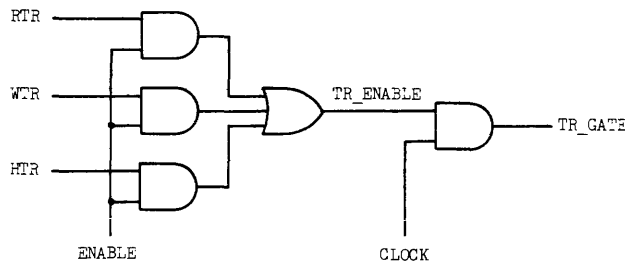 RTR
WTR
HTR
TR_ENABLE
TR_GATE
ENABLE
CLOCK